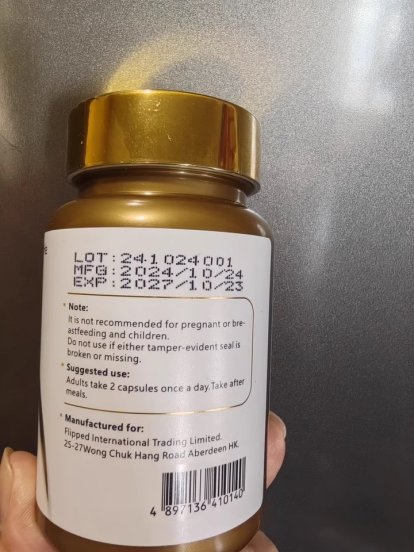 LOT:241024001
MFG:2024/10/24
EXP:2027/10/23
Note:
It is not recommended for pregnant or bre-
astfeeding and children.
Do not use if either tamper-evident seal is
broken or missing.
Suggested use:
Adults take 2 capsules once a day.Take after
meals.
Manufactured for:
Flipped International Trading Limited.
25-27Wong Chuk Hang Road Aberdeen HK.
4 897136 410140